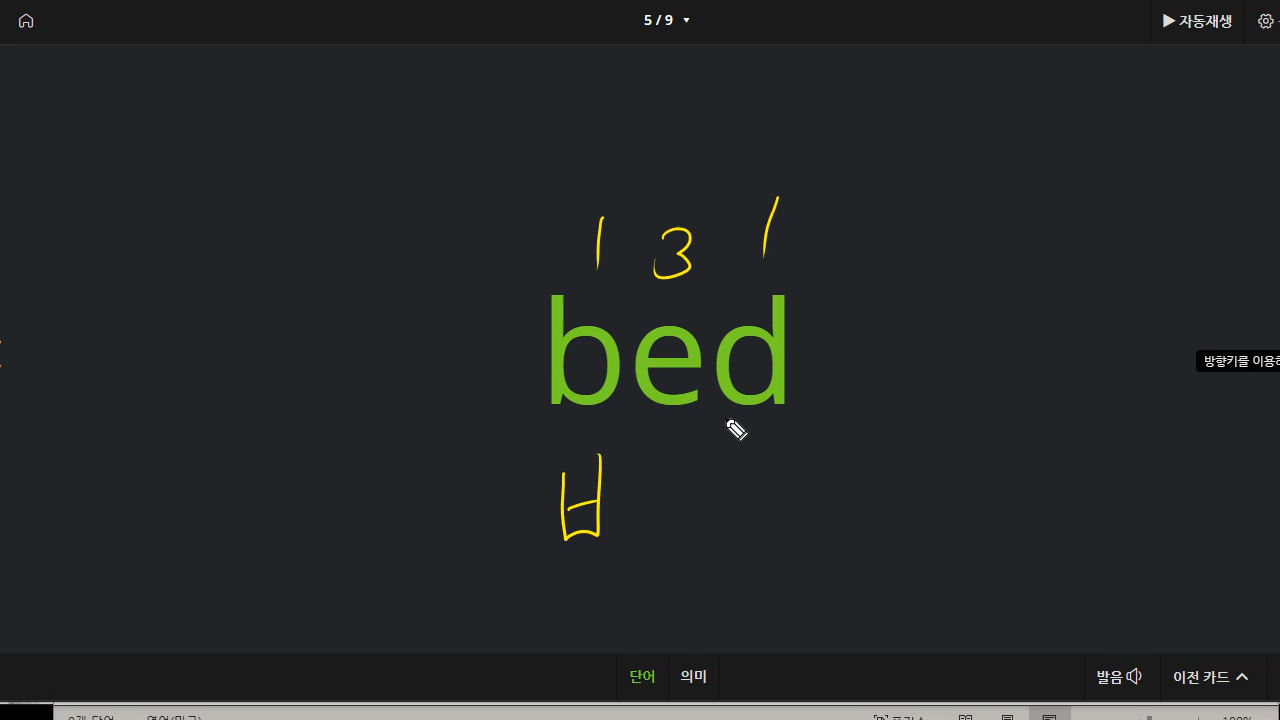 5 / 9 ▼
▶ 자동재생
1 3 1
bed
방향키를 이용하
ㅂ
단어 의미
발음 이전 카드